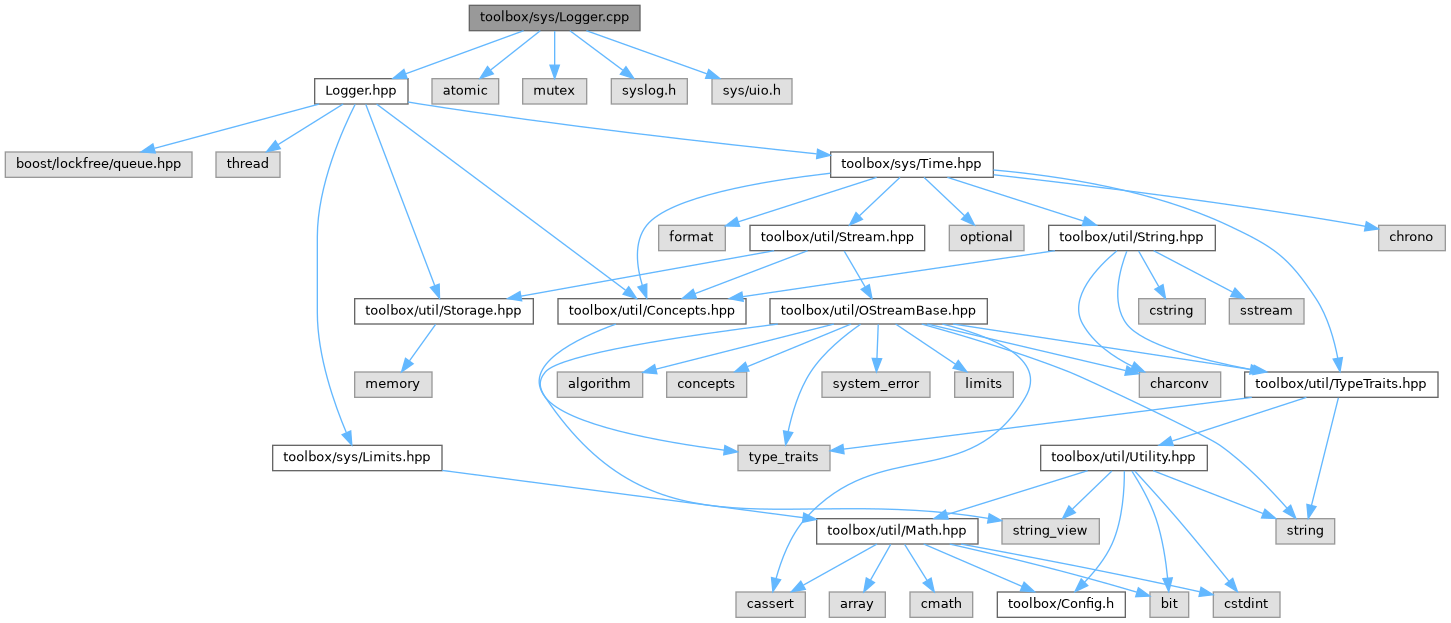 toolbox/sys/Logger.cpp
Logger.hpp
atomic
mutex
syslog.h
sys/uio.h
boost/lockfree/queue.hpp
thread
toolbox/sys/Time.hpp
format
toolbox/util/Stream.hpp
optional
toolbox/util/String.hpp
chrono
toolbox/util/Storage.hpp
toolbox/util/Concepts.hpp
toolbox/util/OStreamBase.hpp
cstring
sstream
memory
algorithm
concepts
system_error
limits
charconv
toolbox/util/TypeTraits.hpp
toolbox/sys/Limits.hpp
type_traits
toolbox/util/Utility.hpp
toolbox/util/Math.hpp
string_view
string
cassert
array
cmath
toolbox/Config.h
bit
cstdint